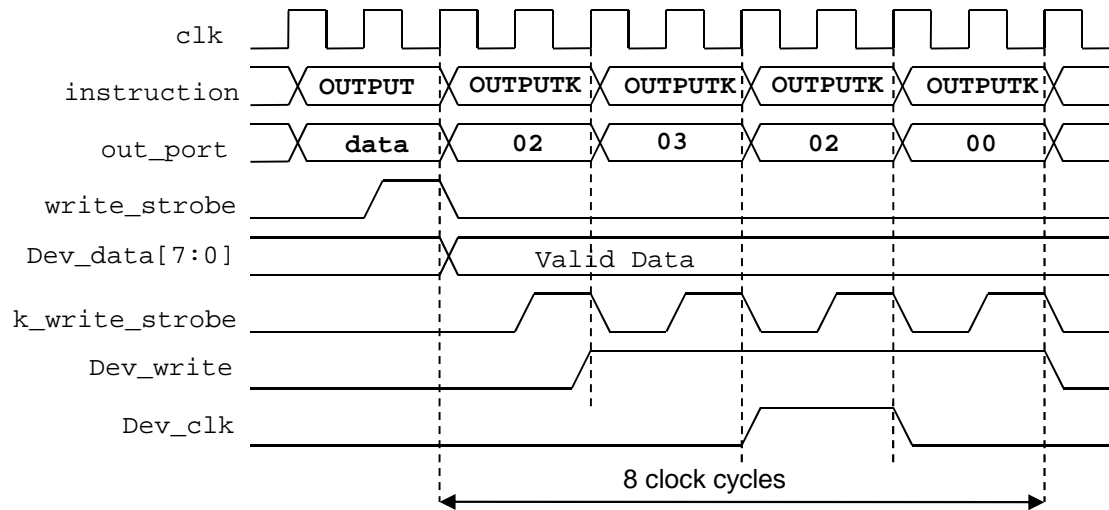 clk
instruction OUTPUT OUTPUTK OUTPUTK OUTPUTK OUTPUTK
out_port data 02 03 02 00
write_strobe
Dev_data[7:0] Valid Data
k_write_strobe
Dev_write
Dev_clk
8 clock cycles